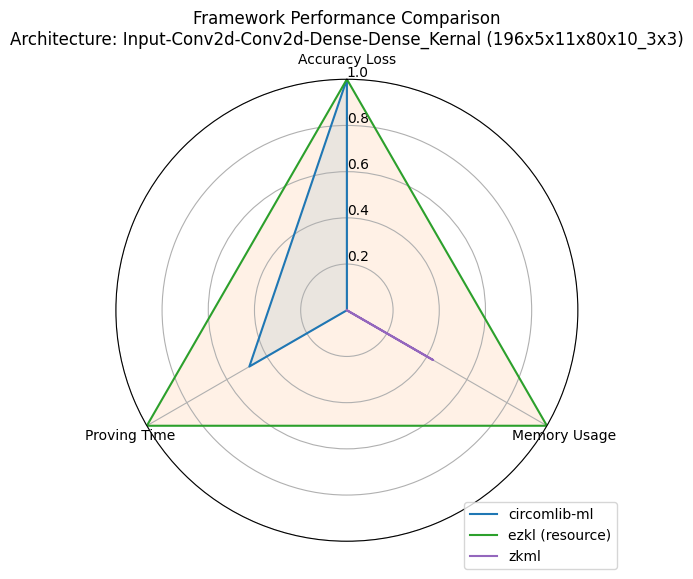 Framework Performance Comparison
Architecture: Input-Conv2d-Conv2d-Dense-Dense_Kernal (196x5x11x80x10_3x3)
Accuracy Loss
1.0
0.8
0.6
0.4
0.2
Proving Time
Memory Usage
circomlib-ml
ezkl (resource)
zkml